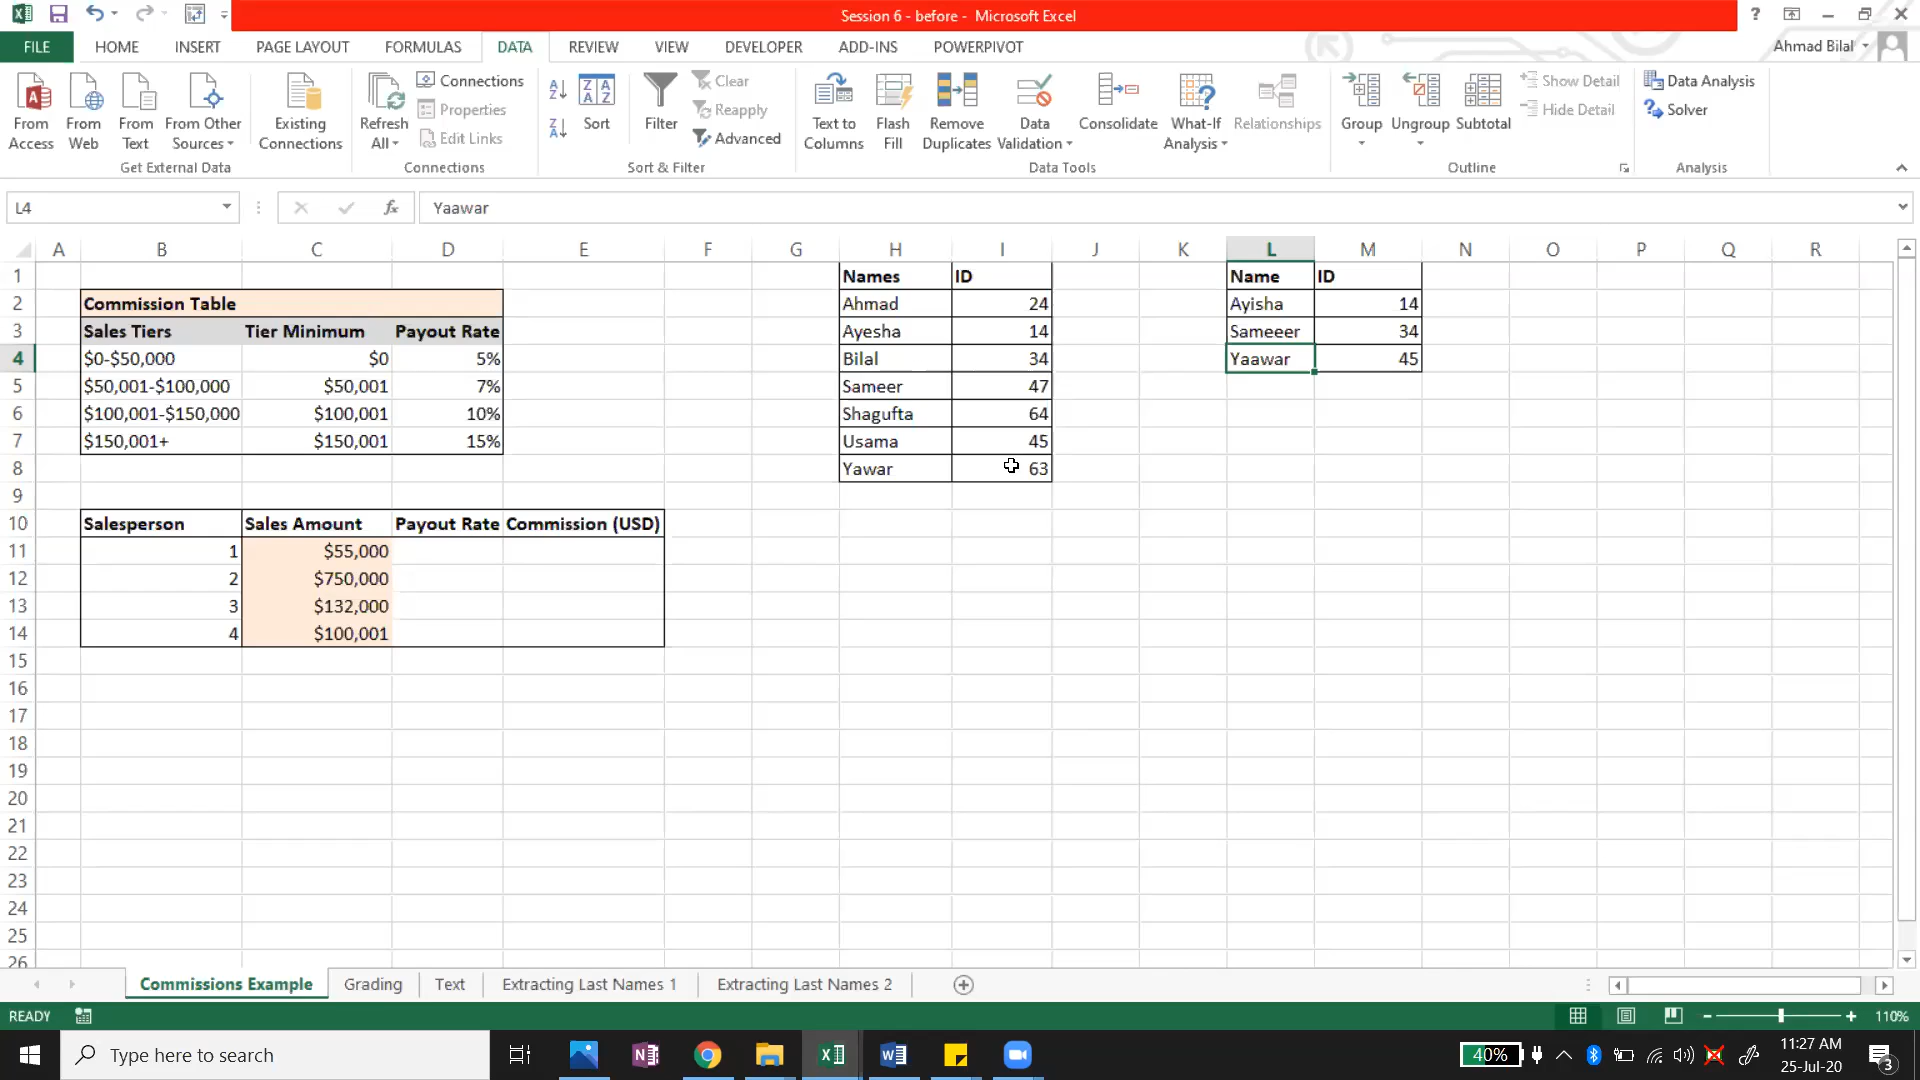 Session 6 - before - Microsoft Excel
?
FILE HOME INSERT PAGE LAYOUT FORMULAS DATA REVIEW VIEW DEVELOPER ADD-INS POWERPIVOT Ahmad Bilal
From Access
From Web
From Text
From Other Sources
Existing Connections
Get External Data
Refresh All
Connections
Properties
Edit Links
Connections
Sort
Filter
Clear
Reapply
Advanced
Sort & Filter
Text to Columns
Flash Fill
Remove Duplicates
Data Validation
Consolidate
What-If Analysis
Relationships
Data Tools
Group
Ungroup
Subtotal
Show Detail
Hide Detail
Outline
Data Analysis
Solver
Analysis
L4 fx Yaawar
A B C D E F G H I J K L M N O P Q R
1 Names ID Name ID
2 Commission Table Ahmad 24 Ayisha 14
3 Sales Tiers Tier Minimum Payout Rate Ayesha 14 Sameeer 34
4 $0-$50,000 $0 5% Bilal 34 Yaawar 45
5 $50,001-$100,000 $50,001 7% Sameer 47
6 $100,001-$150,000 $100,001 10% Shagufta 64
7 $150,001+ $150,001 15% Usama 45
8 Yawar 63
9
10 Salesperson Sales Amount Payout Rate Commission (USD)
11 1 $55,000
12 2 $750,000
13 3 $132,000
14 4 $100,001
15
16
17
18
19
20
21
22
23
24
25
26
Commissions Example Grading Text Extracting Last Names 1 Extracting Last Names 2
READY 110%
Type here to search 40% 11:27 AM
25-Jul-20 3